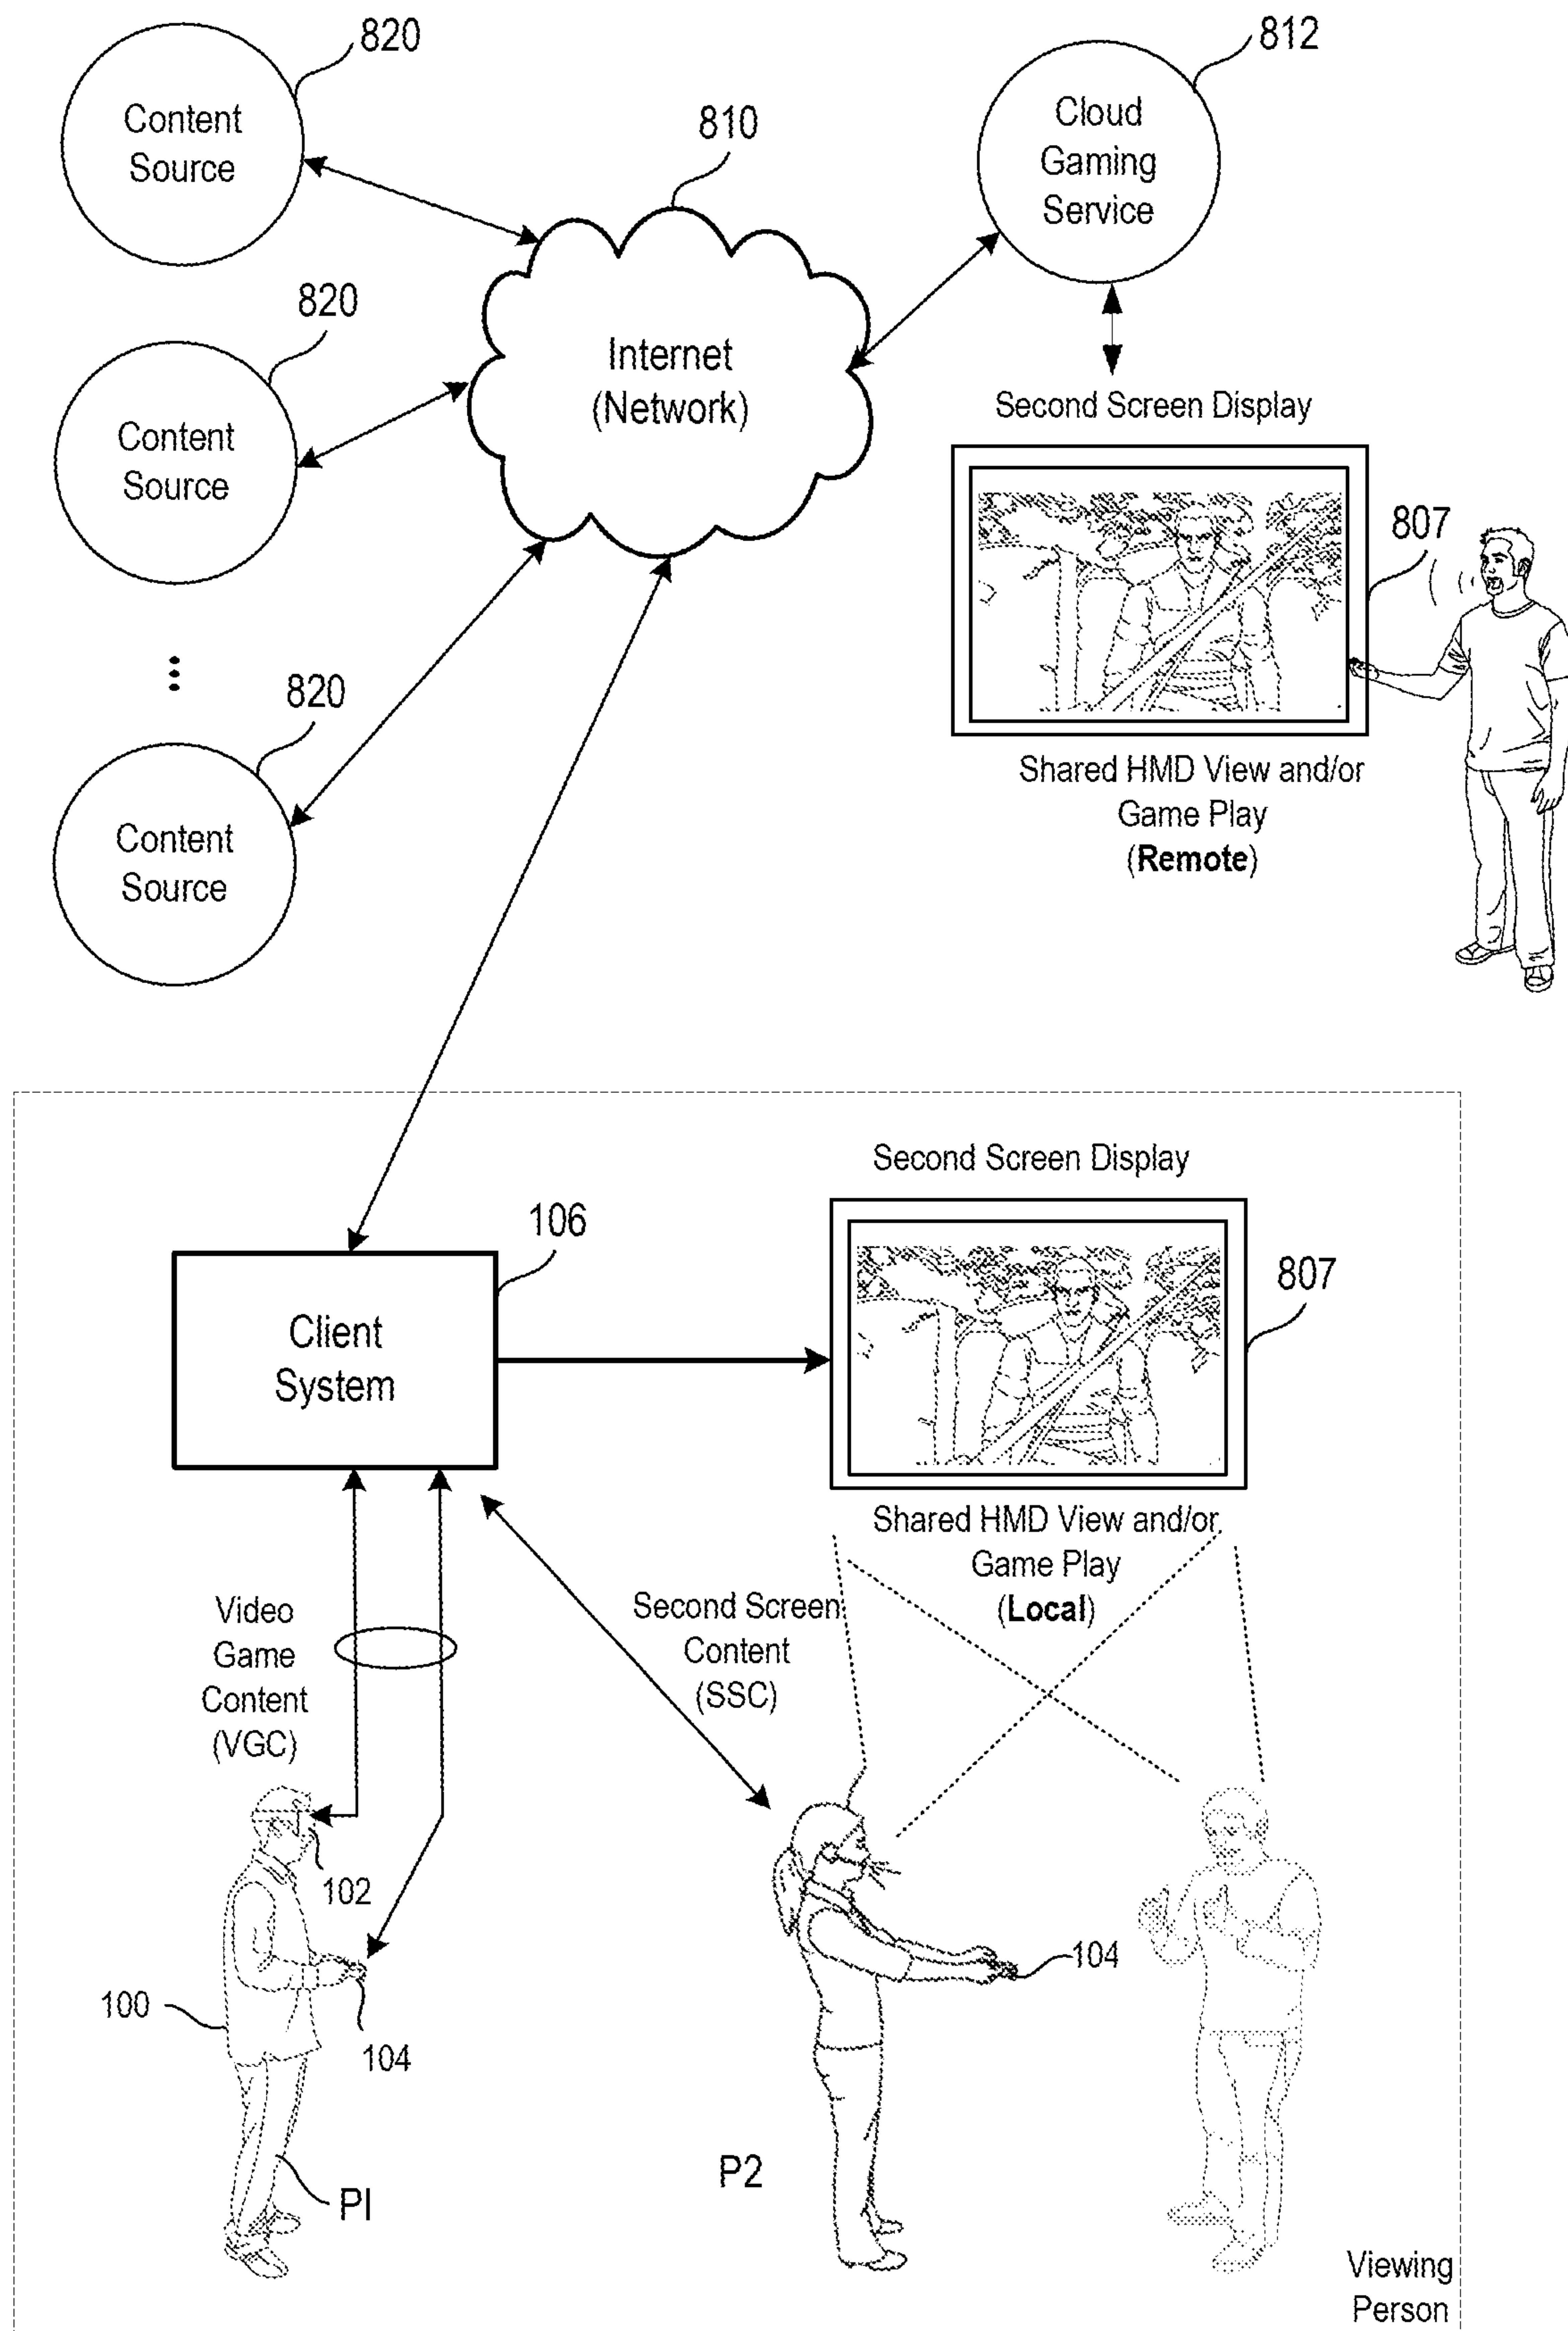 820
Content
Source
812
Cloud
Gaming
Service
810
820
Content
Source
Internet
(Network)
Second Screen Display
807
820
Content
Source
Shared HMD View and/or
Game Play
(Remote)
Second Screen Display
106
Client
System
807
Shared HMD View and/or
Game Play
(Local)
Video
Game
Content
(VGC)
Second Screen
Content
(SSC)
102
104
100
104
P2
PI
Viewing
Person